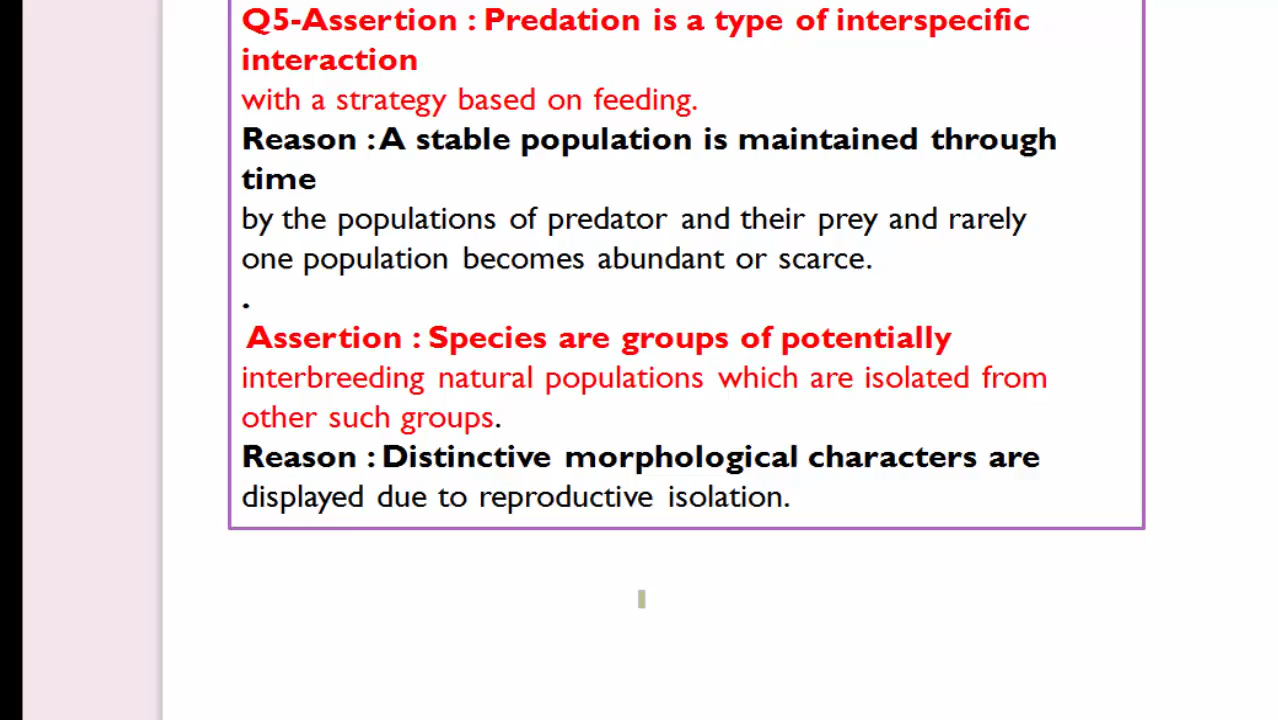 Q5-Assertion : Predation is a type of interspecific
interaction
with a strategy based on feeding.
Reason : A stable population is maintained through
time
by the populations of predator and their prey and rarely
one population becomes abundant or scarce.
.
Assertion : Species are groups of potentially
interbreeding natural populations which are isolated from
other such groups.
Reason : Distinctive morphological characters are
displayed due to reproductive isolation.